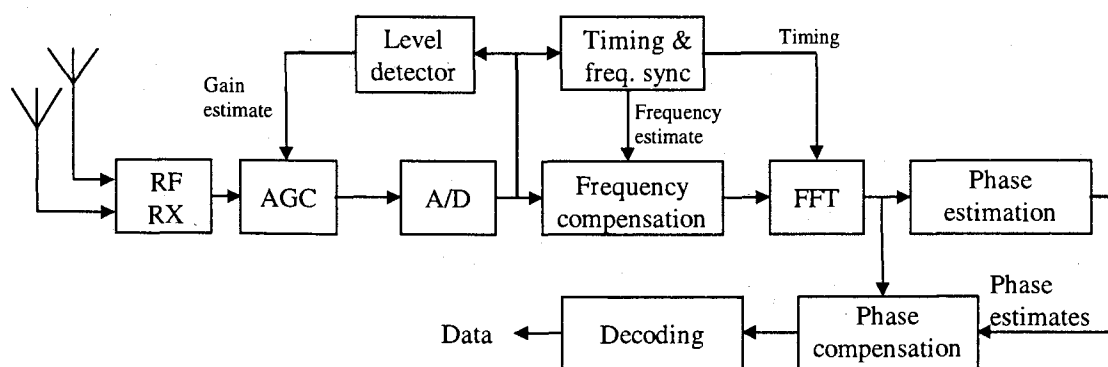 Level
detector
Timing &
freq. sync
Timing
Gain
estimate
Frequency
estimate
RF
RX
AGC
A/D
Frequency
compensation
FFT
Phase
estimation
Phase
estimates
Data
Decoding
Phase
compensation